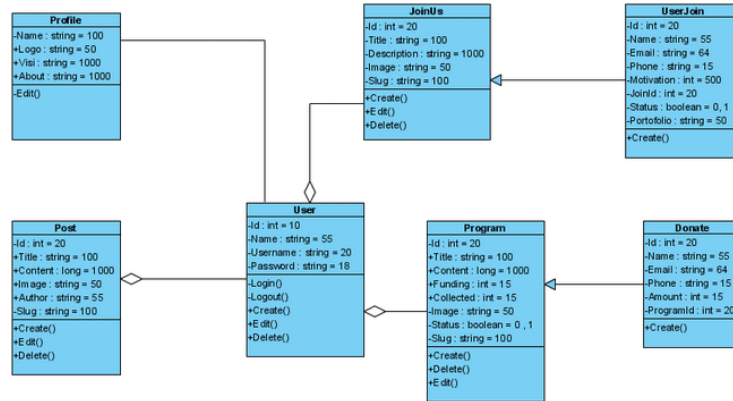 Profile
-Name : string = 100
+Logo : string = 50
+Visi : string = 1000
+About : string = 1000
-Edit()
JoinUs
-Id : int = 20
-Title : string = 100
-Description : string = 1000
-Image : string = 50
-Slug : string = 100
+Create()
+Edit()
+Delete()
UserJoin
-Id : int = 20
-Name : string = 55
-Email : string = 64
-Phone : string = 15
-Motivation : int = 500
-JoinId : int = 20
-Status : boolean = 0,1
-Portofolio : string = 50
+Create()
Post
-Id : int = 20
+Title : string = 100
+Content : long = 1000
+Image : string = 50
+Author : string = 55
-Slug : string = 100
+Create()
+Edit()
+Delete()
User
-Id : int = 10
-Name : string = 55
-Username : string = 20
-Password : string = 18
-Login()
-Logout()
+Create()
+Edit()
+Delete()
Program
-Id : int = 20
+Title : string = 100
+Content : long = 1000
+Funding : int = 15
+Collected : int = 15
-Image : string = 50
-Status : boolean = 0 , 1
-Slug : string = 100
+Create()
+Delete()
+Edit()
Donate
-Id : int = 20
-Name : string = 55
-Email : string = 64
-Phone : string = 15
-Amount : int = 15
-ProgramId : int = 20
+Create()